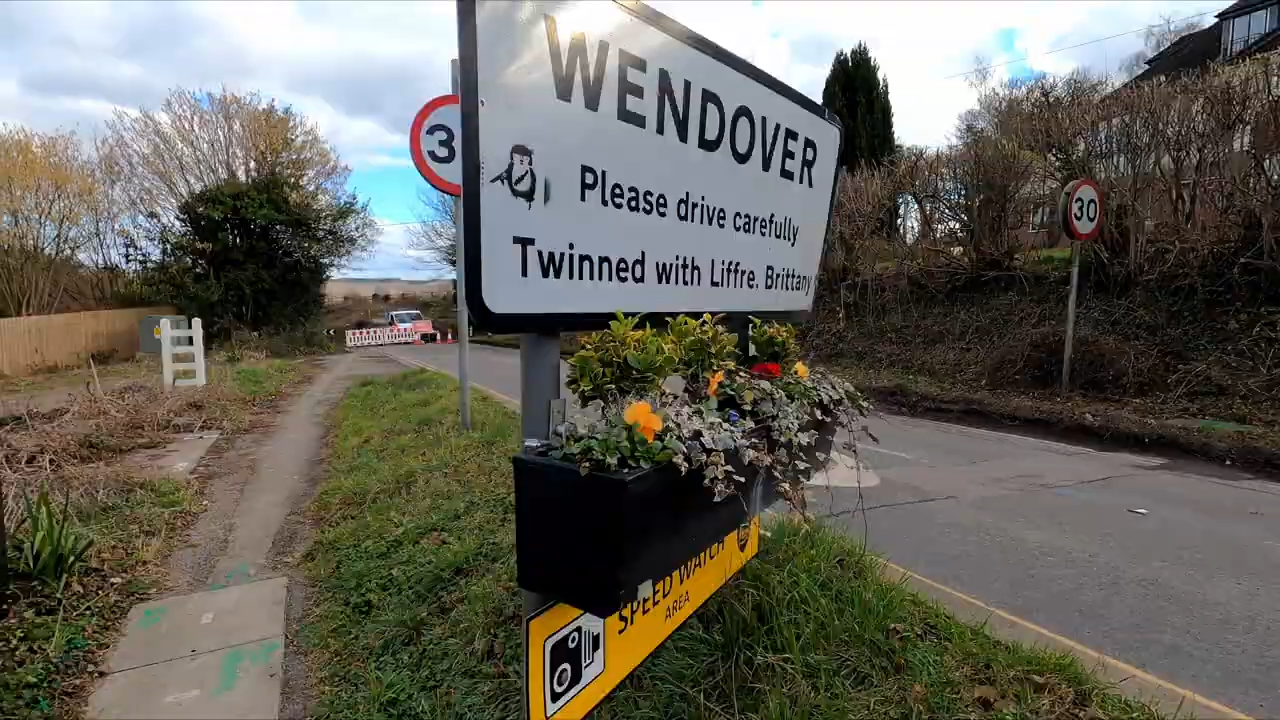 WENDOVER
3
Please drive carefully
Twinned with Liffre. Brittany
30
SPEED WATCH
AREA